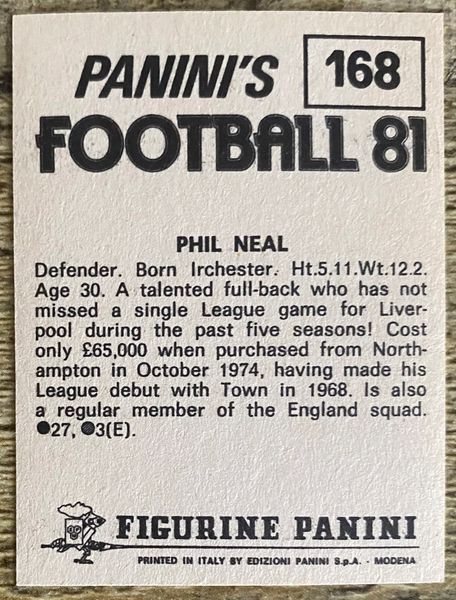 PANINI'S
168
FOOTBALL 81
PHIL NEAL
Defender. Born Irchester. Ht.5.11.Wt.12.2.
Age 30. A talented full-back who has not
missed a single League game for Liver-
pool during the past five seasons! Cost
only £65,000 when purchased from North-
ampton in October 1974, having made his
League debut with Town in 1968. Is also
a regular member of the England squad.
●27, ●3(E).
FIGURINE PANINI
PRINTED IN ITALY BY EDIZIONI PANINI S.p.A. - MODENA